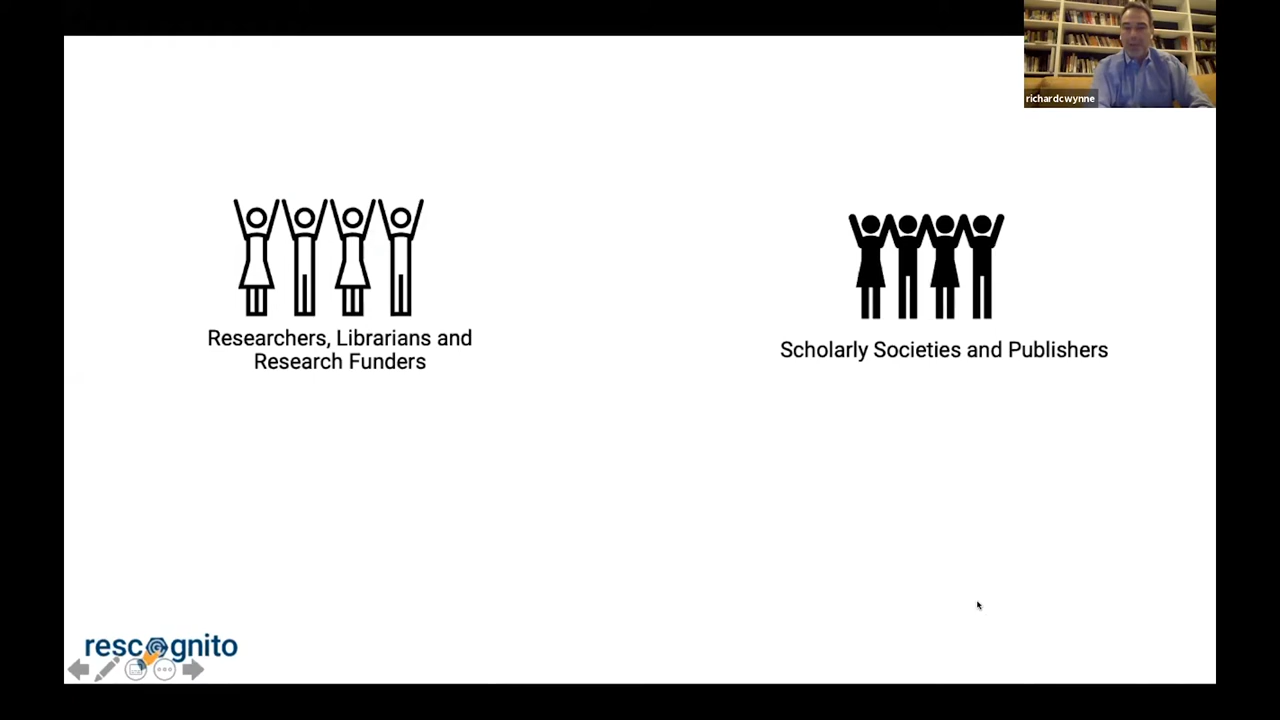 richardcwynne
Researchers, Librarians and
Research Funders
Scholarly Societies and Publishers
rescognito